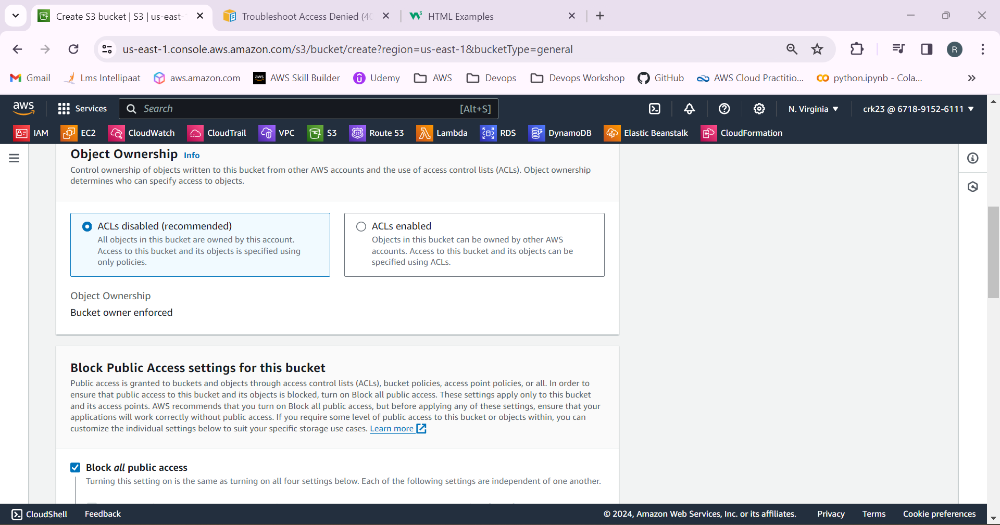 Create S3 bucket | S3 | us-east-
Troubleshoot Access Denied (40
HTML Examples
us-east-1.console.aws.amazon.com/s3/bucket/create?region=us-east-1&bucketType=general
R
Gmail
Lms Intellipaat
aws.amazon.com
aws
AWS Skill Builder
Udemy
AWS
Devops
Devops Workshop
GitHub
AWS Cloud Practitio...
python.ipynb - Cola...
aws
Services
Search
[Alt+S]
N. Virginia
crk23 @ 6718-9152-6111
IAM
EC2
CloudWatch
CloudTrail
VPC
S3
Route 53
Lambda
RDS
DynamoDB
Elastic Beanstalk
CloudFormation
Object Ownership Info
Control ownership of objects written to this bucket from other AWS accounts and the use of access control lists (ACLs). Object ownership
determines who can specify access to objects.
ACLs disabled (recommended)
All objects in this bucket are owned by this account.
Access to this bucket and its objects is specified using
only policies.
ACLs enabled
Objects in this bucket can be owned by other AWS
accounts. Access to this bucket and its objects can be
specified using ACLs.
Object Ownership
Bucket owner enforced
Block Public Access settings for this bucket
Public access is granted to buckets and objects through access control lists (ACLs), bucket policies, access point policies, or all. In order to
ensure that public access to this bucket and its objects is blocked, turn on Block all public access. These settings apply only to this bucket
and its access points. AWS recommends that you turn on Block all public access, but before applying any of these settings, ensure that your
applications will work correctly without public access. If you require some level of public access to this bucket or objects within, you can
customize the individual settings below to suit your specific storage use cases. Learn more
Block all public access
Turning this setting on is the same as turning on all four settings below. Each of the following settings are independent of one another.
CloudShell
Feedback
© 2024, Amazon Web Services, Inc. or its affiliates.
Privacy
Terms
Cookie preferences